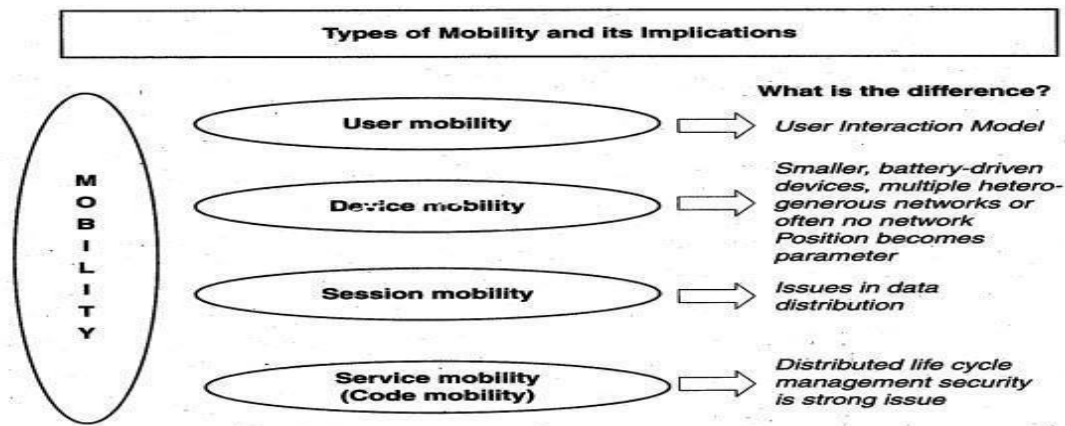 Types of Mobility and its Implications
What is the difference?
MOBILITY
User mobility
User Interaction Model
Device mobility
Smaller, battery-driven
devices, multiple hetero-
generous networks or
often no network
Position becomes
parameter
Session mobility
Issues in data
distribution
Service mobility
(Code mobility)
Distributed life cycle
management security
is strong issue